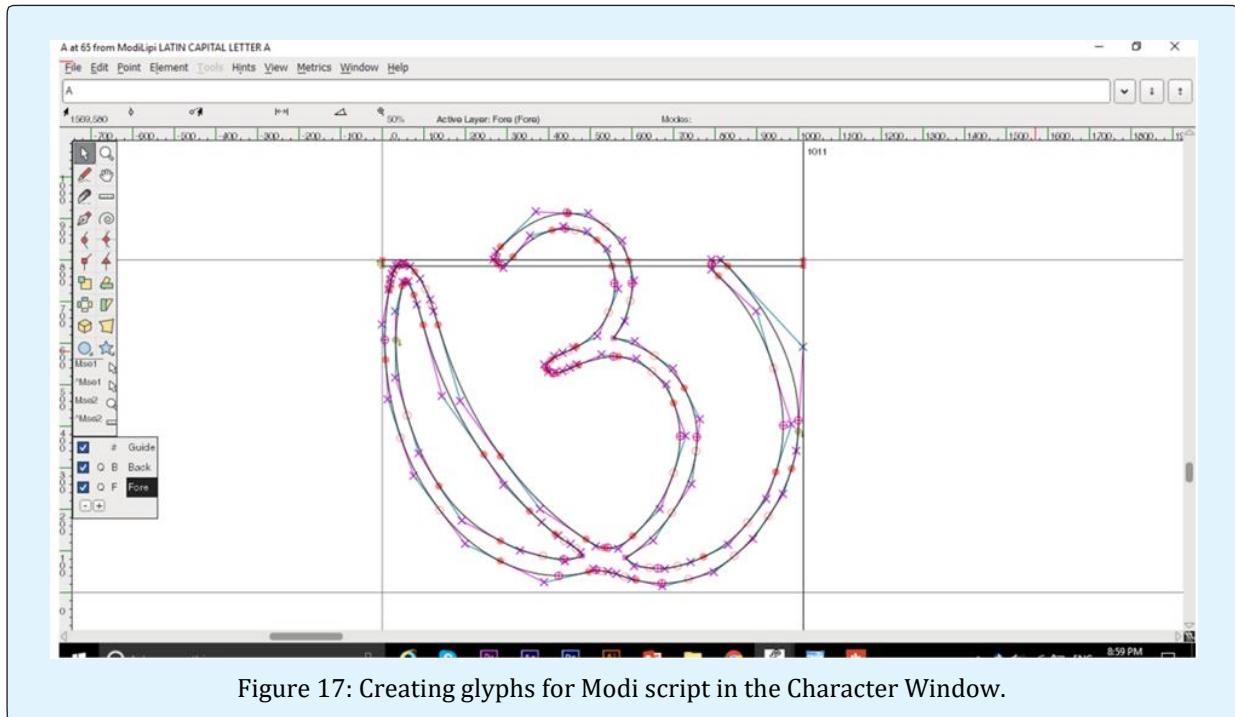 A at 65 from ModiLipi LATIN CAPITAL LETTER A
File Edit Point Element Tools Hints View Metrics Window Help
A
1569,580 50% Active Layer: Fore (Fore) Modes:
-700 -600 -500 -400 -300 -200 -100 0 100 200 300 400 500 600 700 800 900 1000 1100 1200 1300 1400 1500 1600 1700 1800
1011
Mse1
^Mse1
Mse2
^Mse2
# Guide
Q B Back
Q F Fore
- +
8:59 PM
Figure 17: Creating glyphs for Modi script in the Character Window.